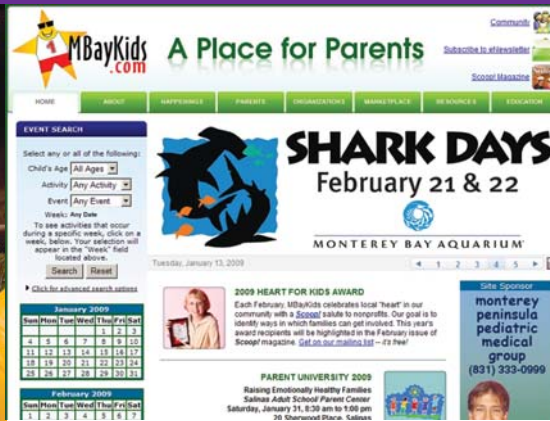 1
MBayKids
.com
A Place for Parents
Community
Subscribe to eNewsletter
Scoop! Magazine
HOME
ABOUT
HAPPENINGS
PARENTS
ORGANIZATIONS
MARKETPLACE
RESOURCES
EDUCATION
EVENT SEARCH
Select any or all of the following:
Child's Age All Ages
Activity Any Activity
Event Any Event
Week: Any Date
To see activities that occur
during a specific week, click on a
week, below. Your selection will
appear in the "Week" field
located above.
Search Reset
Click for advanced search options
January 2009
Sun Mon Tue Wed Thu Fri Sat
1 2 3
4 5 6 7 8 9 10
11 12 13 14 15 16 17
18 19 20 21 22 23 24
25 26 27 28 29 30 31
February 2009
Sun Mon Tue Wed Thu Fri Sat
1 2 3 4 5 6 7
SHARK DAYS
February 21 & 22
MONTEREY BAY AQUARIUM
Tuesday, January 13, 2009
1 2 3 4 5
2009 HEART FOR KIDS AWARD
Each February, MBayKids celebrates local "heart" in our
community with a Scoop! salute to nonprofits. Our goal is to
identify ways in which families can get involved. This year's
award recipients will be highlighted in the February issue of
Scoop! magazine. Get on our mailing list – it's free!
PARENT UNIVERSITY 2009
Raising Emotionally Healthy Families
Salinas Adult School Parent Center
Saturday, January 31, 8:30 am to 1:00 pm
20 Sherwood Place, Salinas
Site Sponsor
monterey
peninsula
pediatric
medical
group
(831) 333-0999